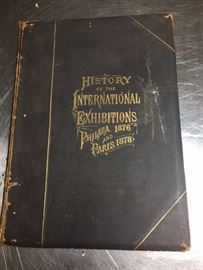 HISTORY
OF THE
INTERNATIONAL
EXHIBITIONS
PHILADA. 1876
AND
PARIS 1878